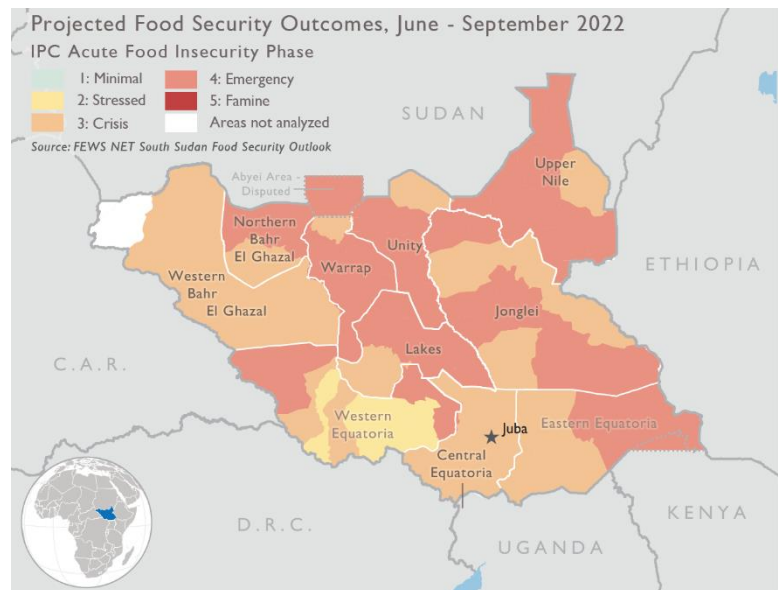 Projected Food Security Outcomes, June - September 2022
IPC Acute Food Insecurity Phase
1: Minimal
2: Stressed
3: Crisis
4: Emergency
5: Famine
Areas not analyzed
Source: FEWS NET South Sudan Food Security Outlook
SUDAN
Abyei Area -
Disputed
Upper
Nile
Northern
Bahr
El Ghazal
Unity
Warrap
ETHIOPIA
Western
Bahr
El Ghazal
Jonglei
Lakes
C.A.R.
Western
Equatoria
Juba
Eastern Equatoria
Central
Equatoria
D.R.C.
KENYA
UGANDA